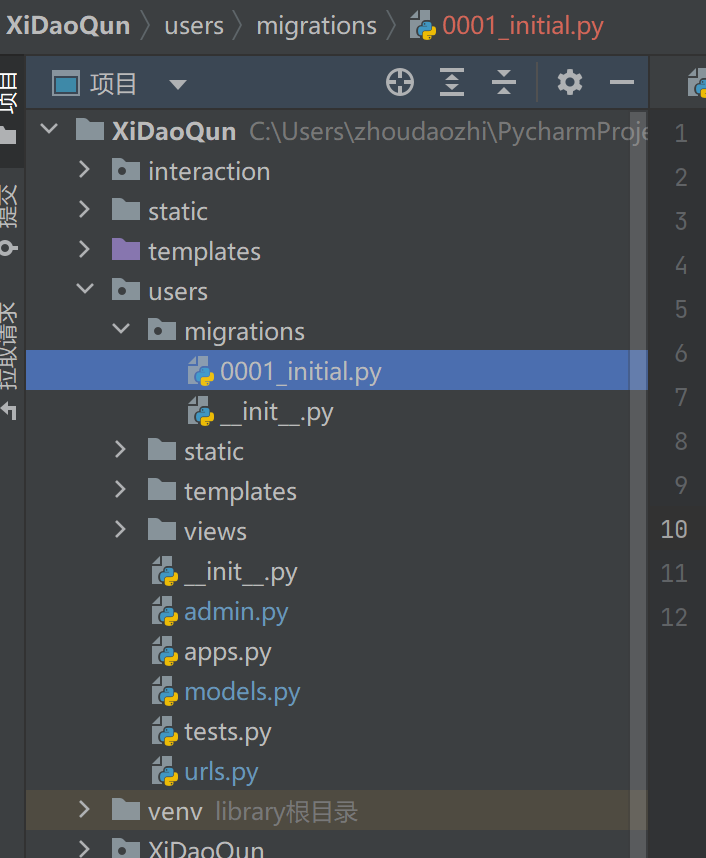 XiDaoQun 〉 users 〉 migrations 〉 0001_initial.py
项目
XiDaoQun C:\Users\zhoudaozhi\PycharmProje
interaction
static
templates
users
migrations
0001_initial.py
__init__.py
static
templates
views
__init__.py
admin.py
apps.py
models.py
tests.py
urls.py
venv library根目录
XiDaoQun
项目
提交
拉取请求
1
2
3
4
5
6
7
8
9
10
11
12